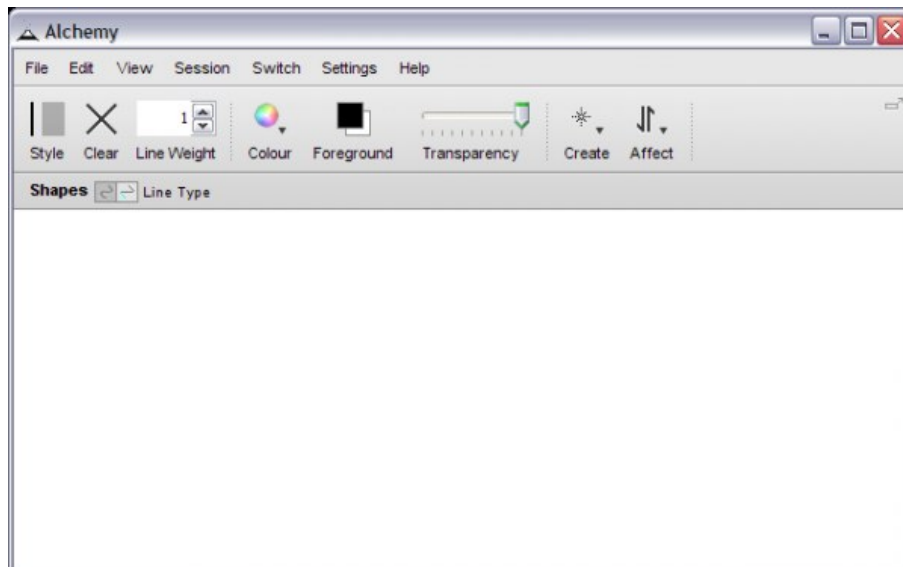 Alchemy
File Edit View Session Switch Settings Help
1
Style Clear Line Weight Colour Foreground Transparency Create Affect
Shapes Line Type